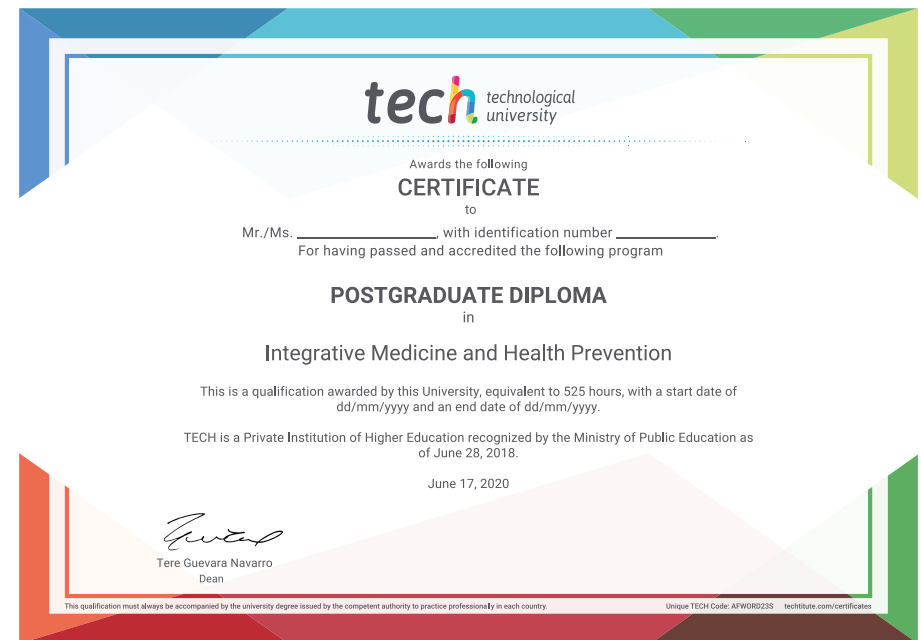 tech technological
university
Awards the following
CERTIFICATE
to
Mr./Ms. ____________________, with identification number ______________.
For having passed and accredited the following program
POSTGRADUATE DIPLOMA
in
Integrative Medicine and Health Prevention
This is a qualification awarded by this University, equivalent to 525 hours, with a start date of
dd/mm/yyyy and an end date of dd/mm/yyyy.
TECH is a Private Institution of Higher Education recognized by the Ministry of Public Education as
of June 28, 2018.
June 17, 2020
Tere Guevara Navarro
Dean
This qualification must always be accompanied by the university degree issued by the competent authority to practice professionally in each country. Unique TECH Code: AFWORD23S techtitute.com/certificates